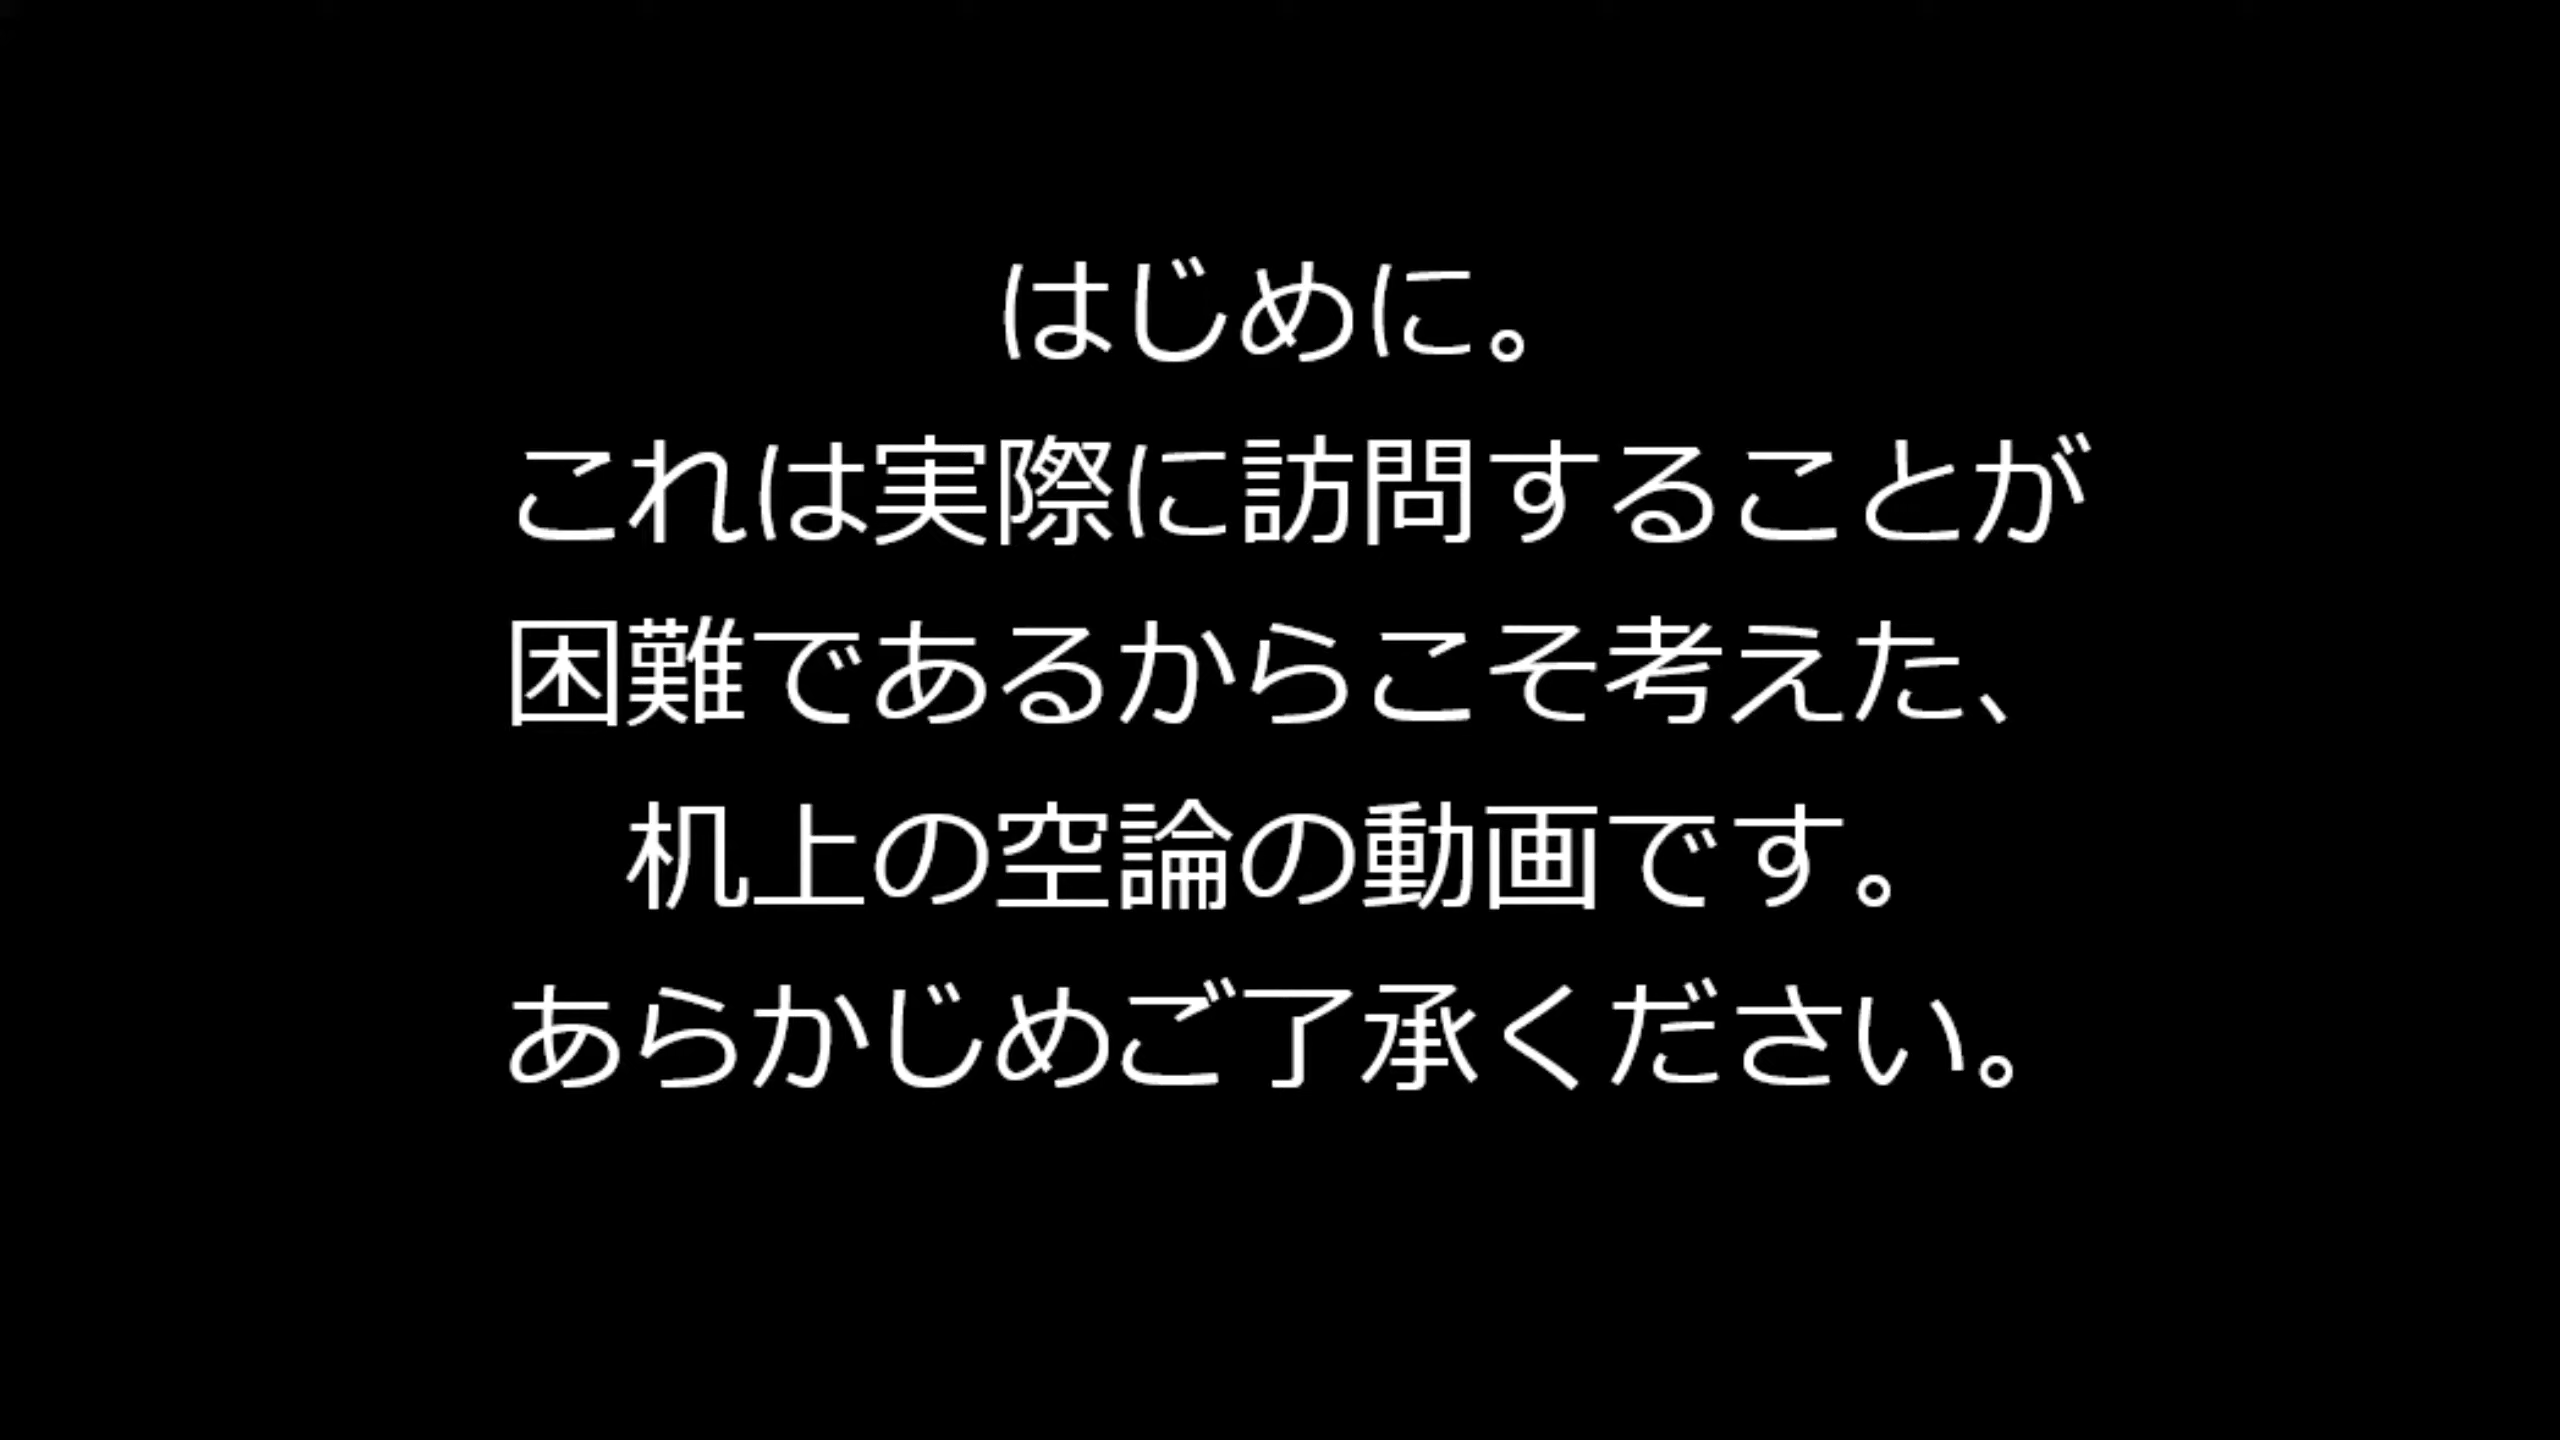 はじめに。
これは実際に訪問することが
困難であるからこそ考えた、
机上の空論の動画です。
あらかじめご了承ください。